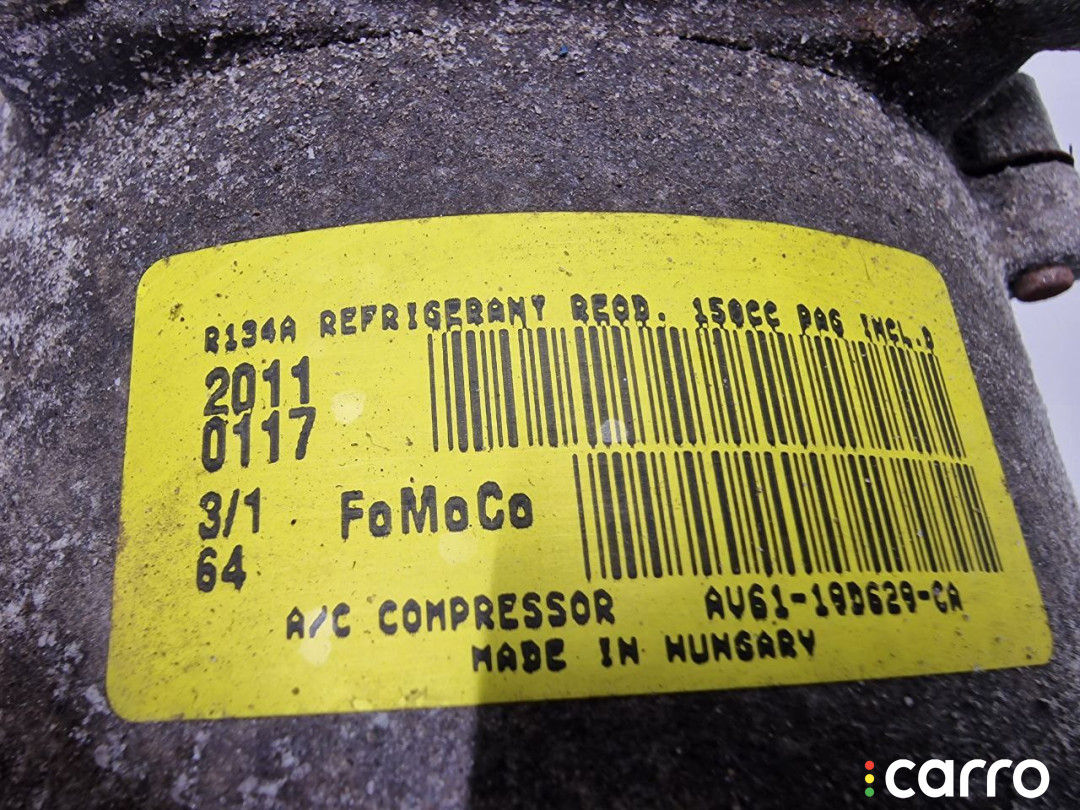 R134A REFRIGERANT REQD. 150CC PAG INCL.D
2011
0117
3/1 FoMoCo
64
A/C COMPRESSOR AV61-19D629-CA
MADE IN HUNGARY
carro